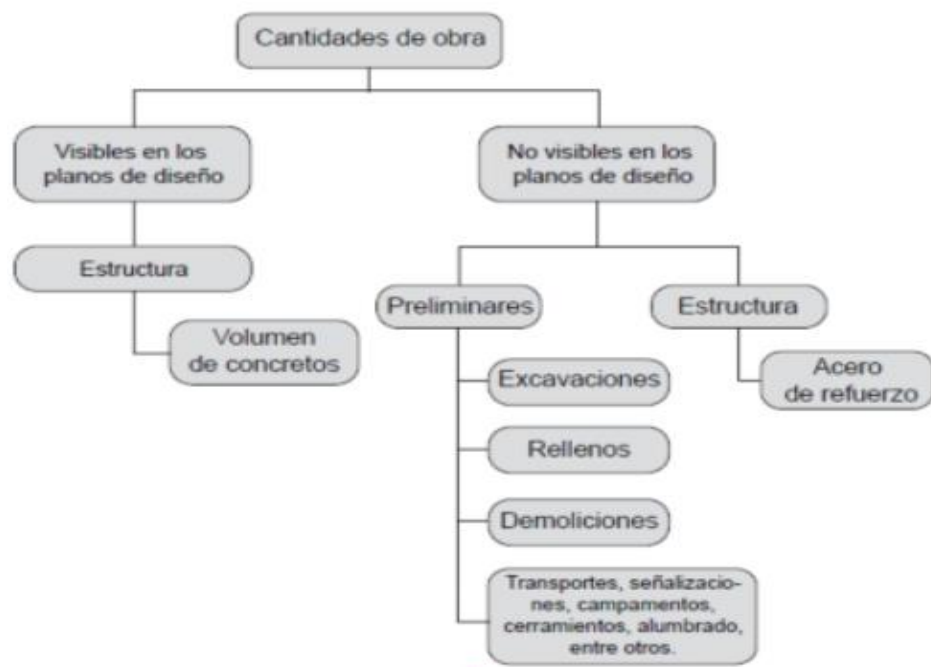 Cantidades de obra
Visibles en los
planos de diseño
No visibles en los
planos de diseño
Estructura
Volumen
de concretos
Preliminares
Estructura
Excavaciones
Acero
de refuerzo
Rellenos
Demoliciones
Transportes, señalizacio-
nes, campamentos,
cerramientos, alumbrado,
entre otros.